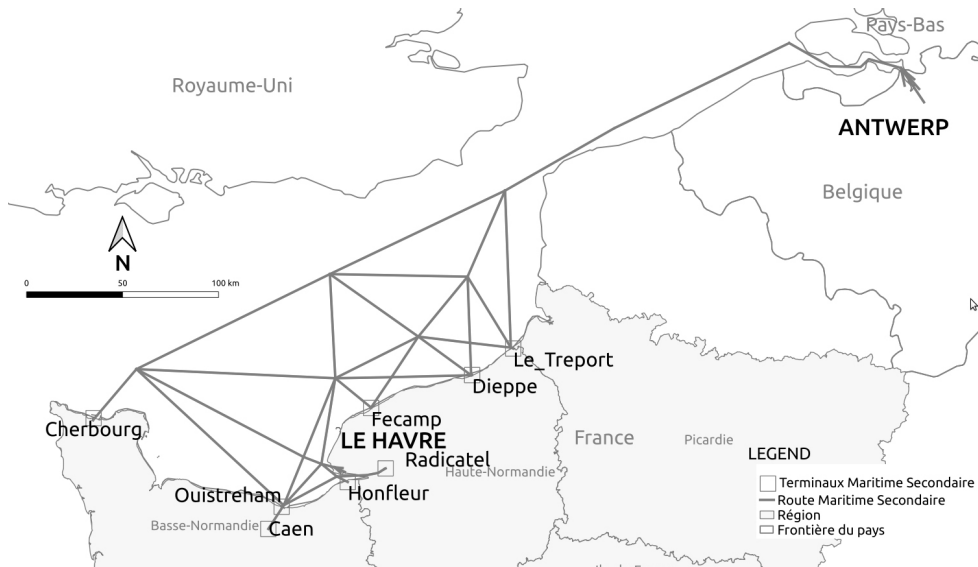 Pays-Bas
Royaume-Uni
ANTWERP
Belgique
N
0 50 100 km
Le_Treport
Dieppe
Fecamp
Cherbourg
LE HAVRE
France
Picardie
Radicatel
LEGEND
Haute-Normandie
Honfleur
Ouistreham
Basse-Normandie
Caen
Terminaux Maritime Secondaire
Route Maritime Secondaire
Région
Frontière du pays